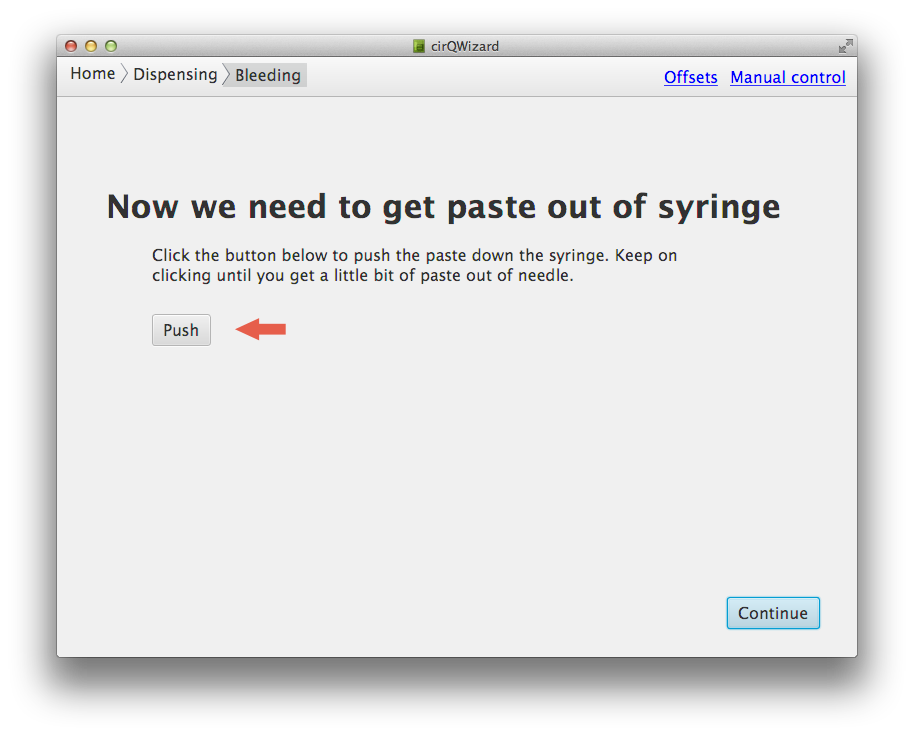 cirQWizard
Home Dispensing Bleeding
Offsets Manual control
Now we need to get paste out of syringe
Click the button below to push the paste down the syringe. Keep on
clicking until you get a little bit of paste out of needle.
Push
Continue